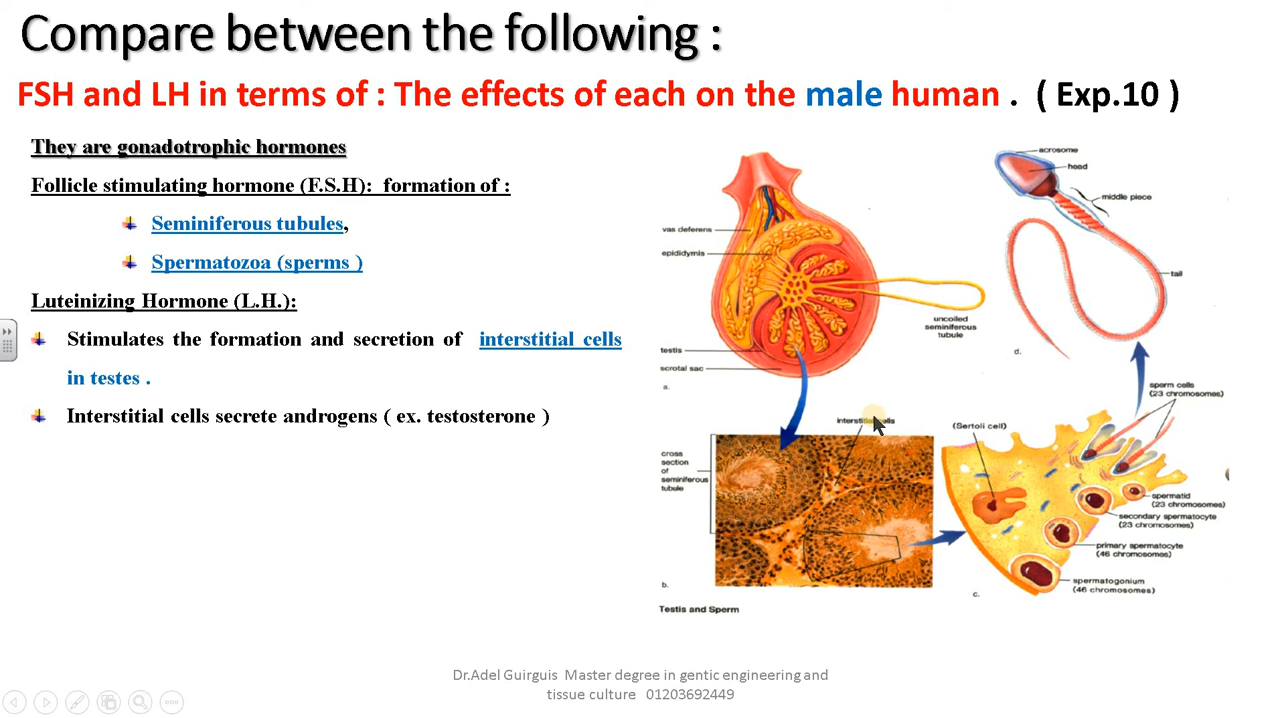 Compare between the following :
FSH and LH in terms of : The effects of each on the male human . ( Exp.10 )
They are gonadotrophic hormones
Follicle stimulating hormone (F.S.H): formation of :
Seminiferous tubules,
Spermatozoa (sperms )
Luteinizing Hormone (L.H.):
Stimulates the formation and secretion of interstitial cells
in testes .
Interstitial cells secrete androgens ( ex. testosterone )
vas deferens
epididymis
testis
scrotal sac
a.
uncoiled
seminiferous
tubule
acrosome
head
middle piece
tail
d.
interstitial cells
cross
section
of
seminiferous
tubule
b.
Testis and Sperm
(Sertoli cell)
sperm cells
(23 chromosomes)
spermatid
(23 chromosomes)
secondary spermatocyte
(23 chromosomes)
primary spermatocyte
(46 chromosomes)
spermatogonium
(46 chromosomes)
c.
Dr.Adel Guirguis Master degree in gentic engineering and
tissue culture 01203692449